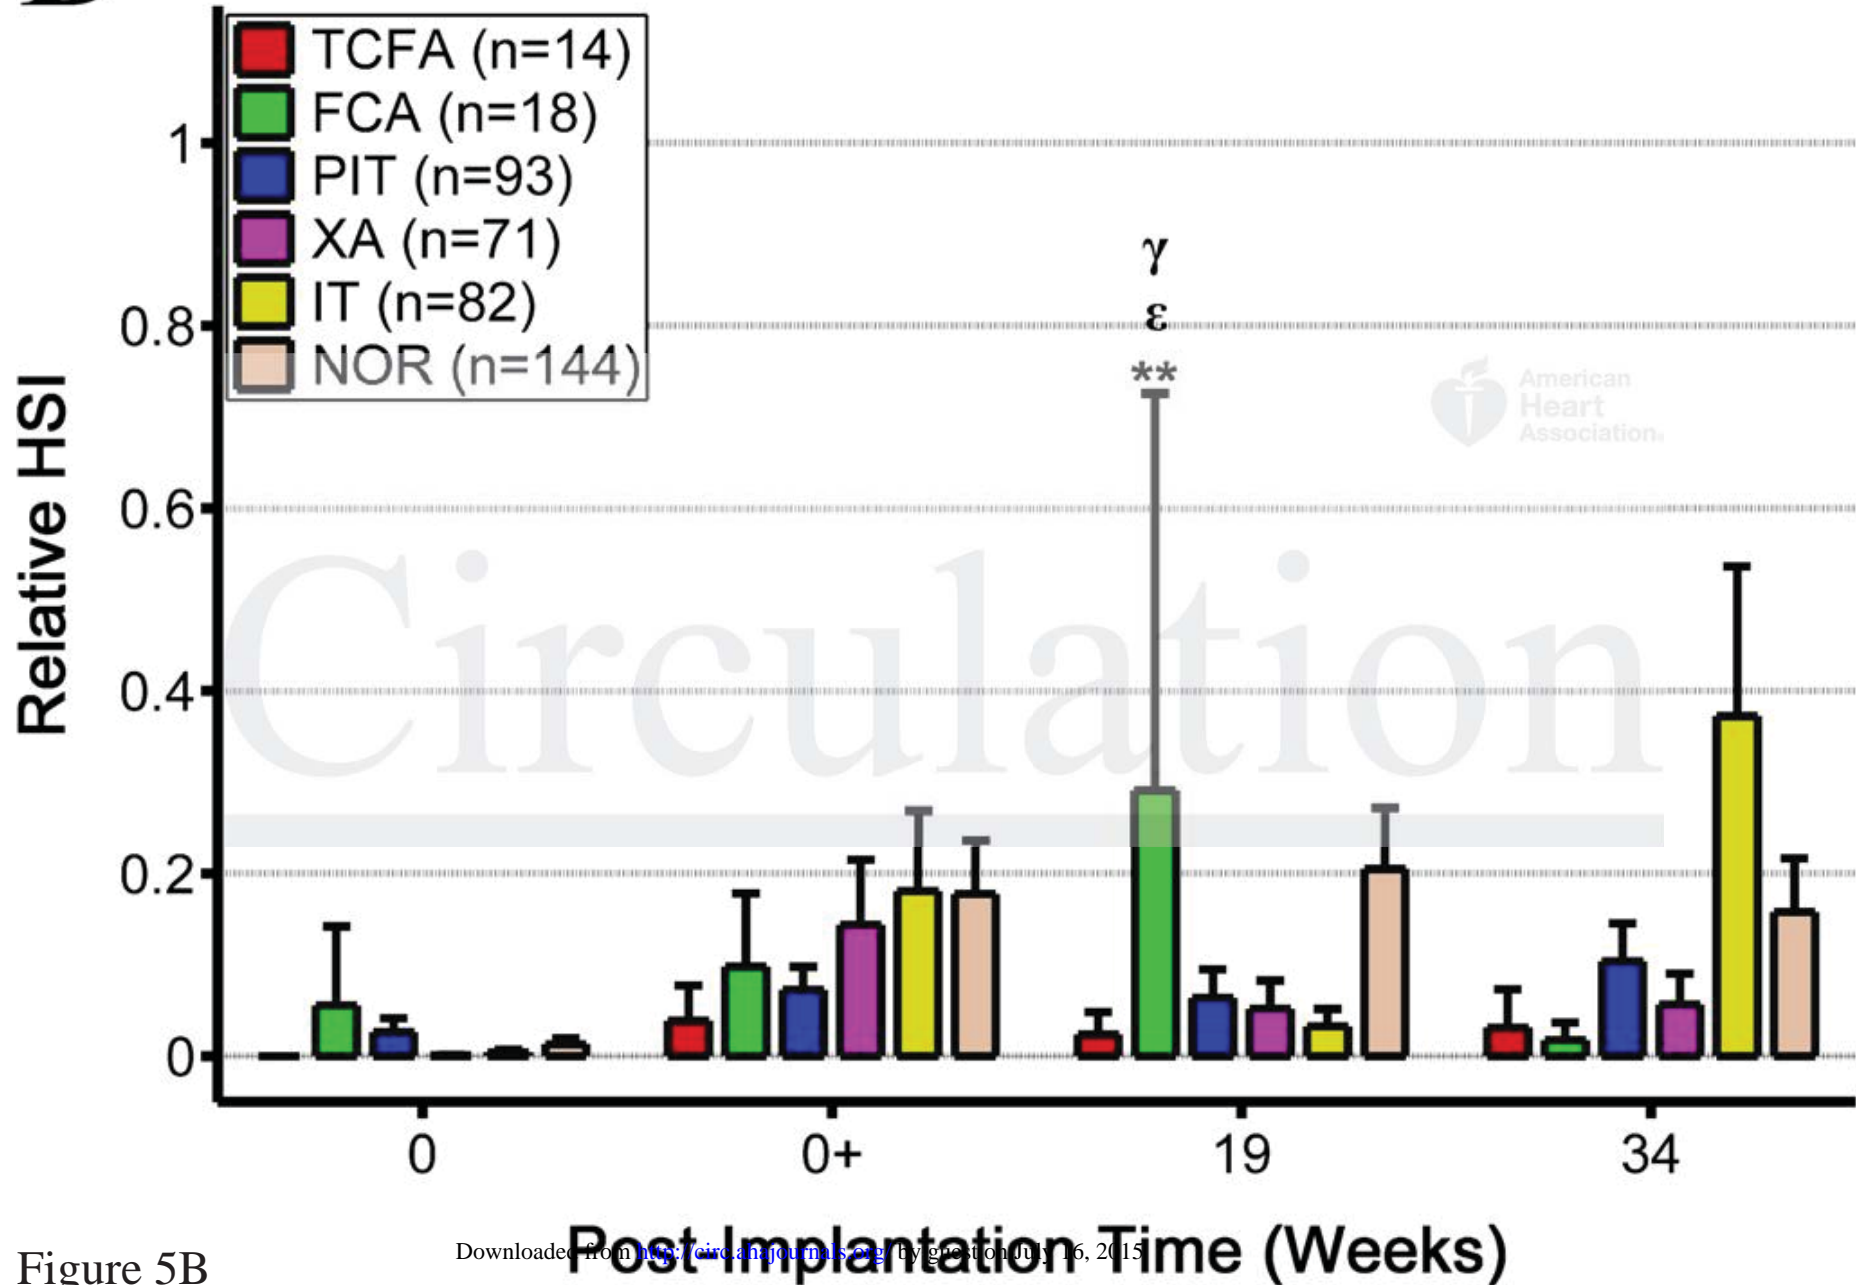 TCFA (n=14)
FCA (n=18)
PIT (n=93)
XA (n=71)
IT (n=82)
NOR (n=144)
1
0.8
0.6
0.4
0.2
0
Relative HSI
γ
ε
**
American
Heart
Association®
Circulation
0 0+ 19 34
Post-Implantation Time (Weeks)
Downloaded from http://circ.ahajournals.org/ by guest on July 16, 2015
Figure 5B